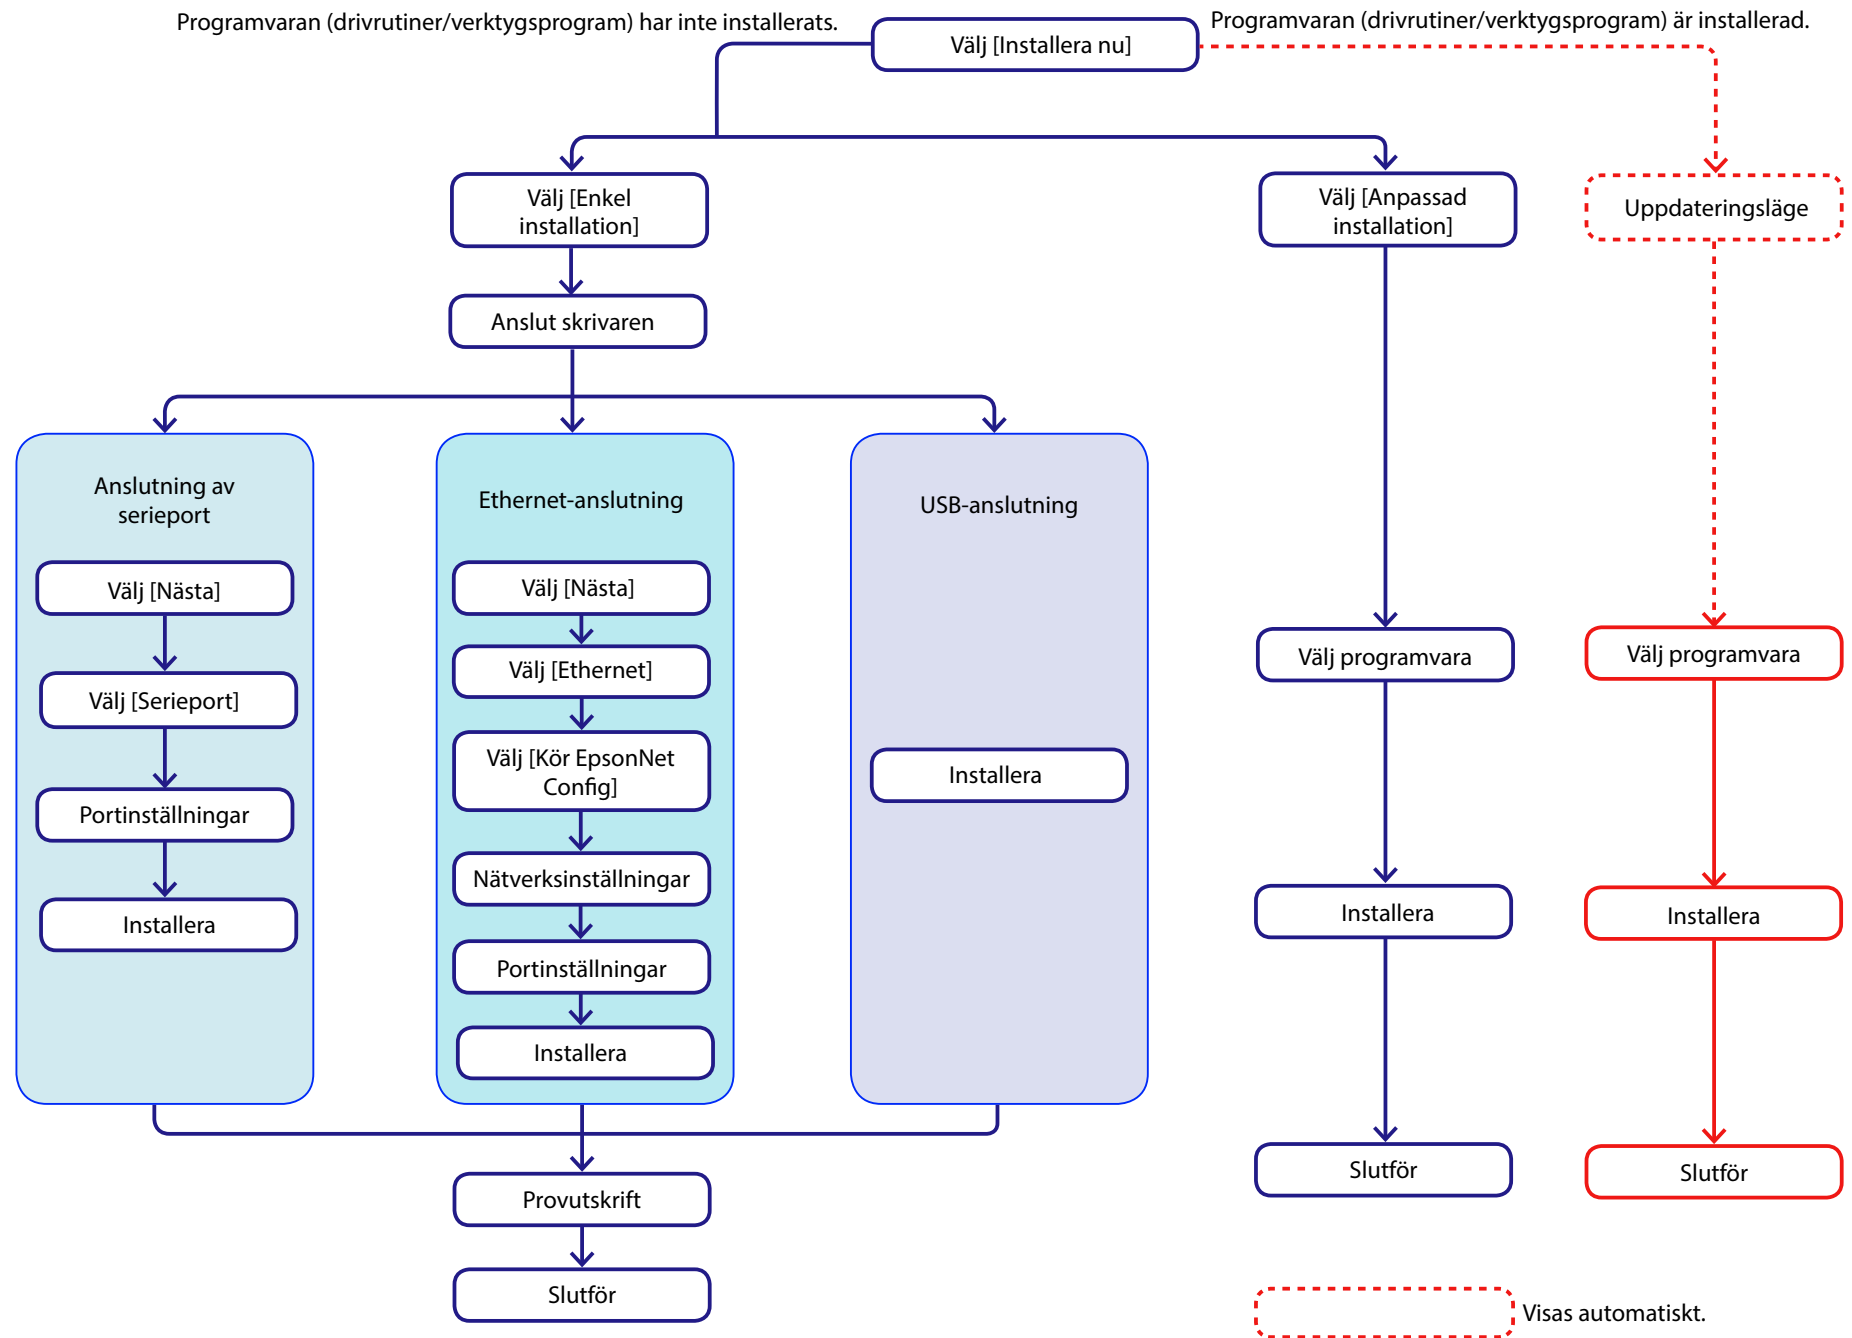 Programvaran (drivrutiner/verktygsprogram) har inte installerats.
Välj [Installera nu]
Programvaran (drivrutiner/verktygsprogram) är installerad.
Välj [Enkel
installation]
Välj [Anpassad
installation]
Uppdateringsläge
Anslut skrivaren
Anslutning av
serieport
Välj [Nästa]
Välj [Serieport]
Portinställningar
Installera
Ethernet-anslutning
Välj [Nästa]
Välj [Ethernet]
Välj [Kör EpsonNet
Config]
Nätverksinställningar
Portinställningar
Installera
USB-anslutning
Installera
Provutskrift
Slutför
Välj programvara
Installera
Slutför
Välj programvara
Installera
Slutför
Visas automatiskt.